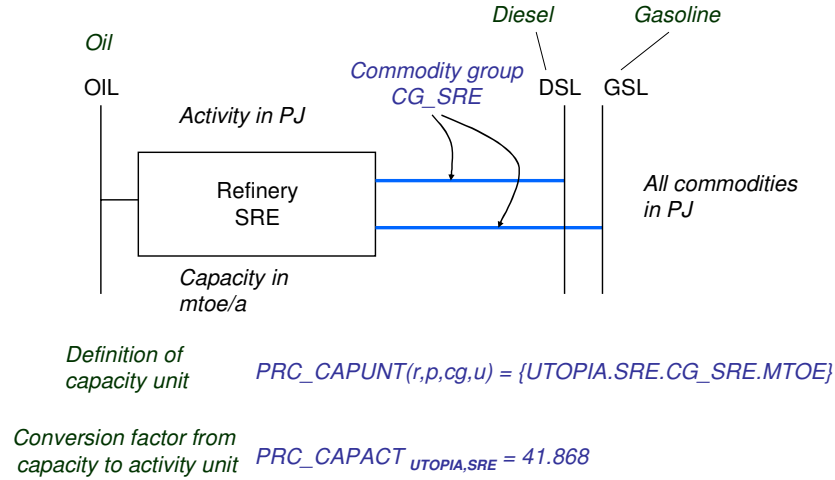 Diesel
Gasoline
Oil
Commodity group
CG_SRE
OIL
DSL
GSL
Activity in PJ
Refinery
SRE
All commodities
in PJ
Capacity in
mtoe/a
Definition of
capacity unit
PRC_CAPUNT(r,p,cg,u) = {UTOPIA.SRE.CG_SRE.MTOE}
Conversion factor from
capacity to activity unit
PRC_CAPACT UTOPIA,SRE = 41.868